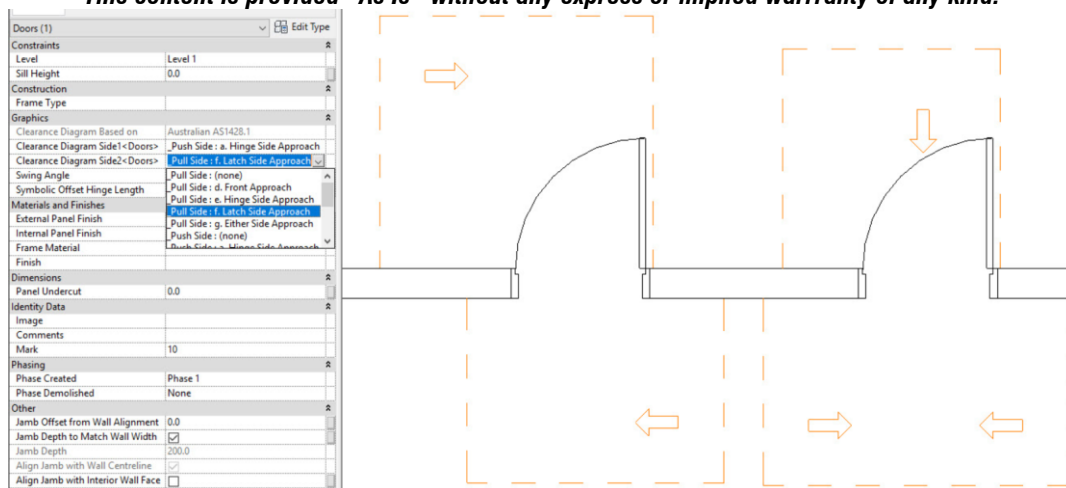 This content is provided "As Is" without any express or implied warrranty of any kind.
Doors (1) Edit Type
Constraints
Level Level 1
Sill Height 0.0
Construction
Frame Type
Graphics
Clearance Diagram Based on Australian AS1428.1
Clearance Diagram Side1<Doors> _Push Side : a. Hinge Side Approach
Clearance Diagram Side2<Doors> _Pull Side : f. Latch Side Approach
Swing Angle _Pull Side : (none)
Symbolic Offset Hinge Length _Pull Side : d. Front Approach
_Pull Side : e. Hinge Side Approach
Materials and Finishes _Pull Side : f. Latch Side Approach
External Panel Finish _Pull Side : g. Either Side Approach
Internal Panel Finish _Push Side : (none)
Frame Material _Push Side : a. Hinge Side Approach
Finish
Dimensions
Panel Undercut 0.0
Identity Data
Image
Comments
Mark 10
Phasing
Phase Created Phase 1
Phase Demolished None
Other
Jamb Offset from Wall Alignment 0.0
Jamb Depth to Match Wall Width
Jamb Depth 200.0
Align Jamb with Wall Centreline
Align Jamb with Interior Wall Face